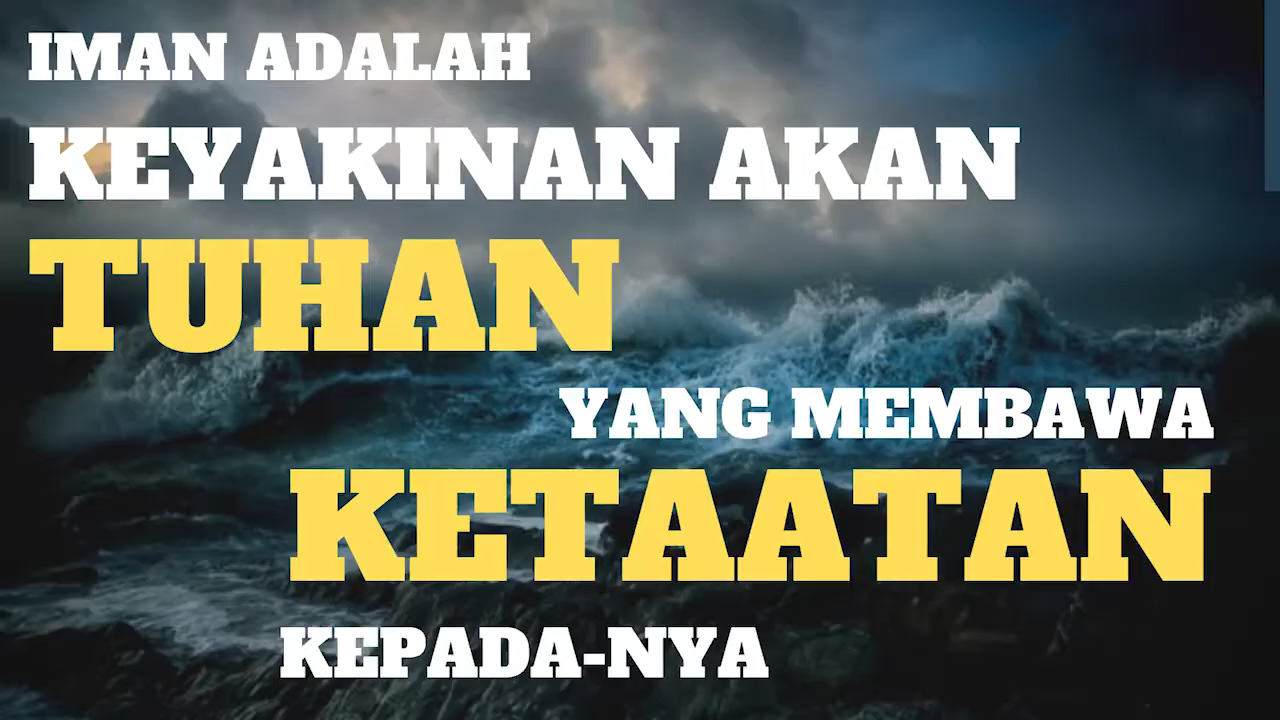 IMAN ADALAH
KEYAKINAN AKAN
TUHAN
YANG MEMBAWA
KETAATAN
KEPADA-NYA